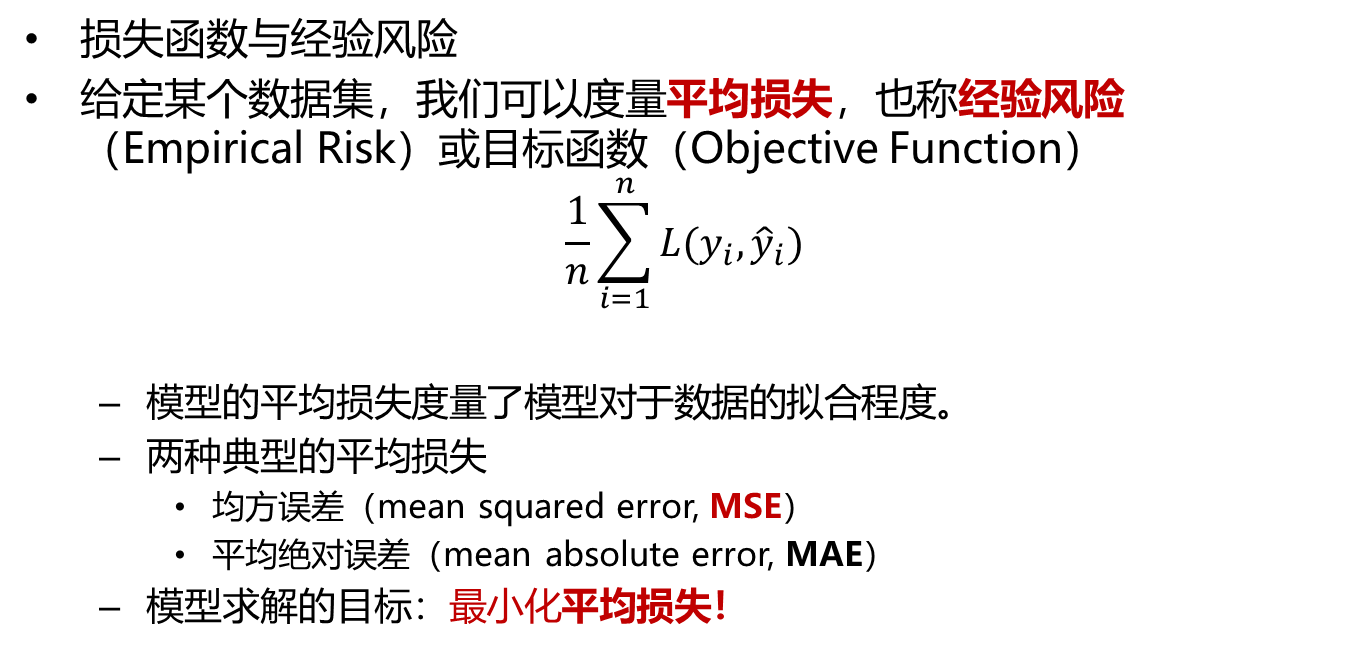 • 损失函数与经验风险
• 给定某个数据集，我们可以度量平均损失，也称经验风险
（Empirical Risk）或目标函数（Objective Function）
$\frac{1}{n}\sum_{i=1}^{n} L(y_i, \hat{y}_i)$
– 模型的平均损失度量了模型对于数据的拟合程度。
– 两种典型的平均损失
• 均方误差（mean squared error, MSE）
• 平均绝对误差（mean absolute error, MAE）
– 模型求解的目标：最小化平均损失！